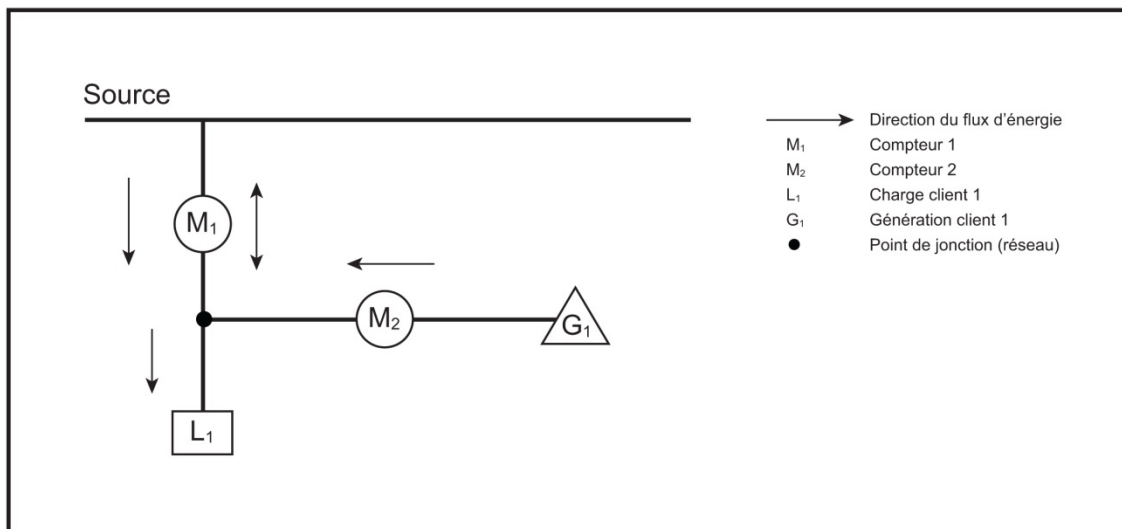 Source
M₁
M₂
G₁
L₁
Direction du flux d’énergie
M₁ Compteur 1
M₂ Compteur 2
L₁ Charge client 1
G₁ Génération client 1
Point de jonction (réseau)